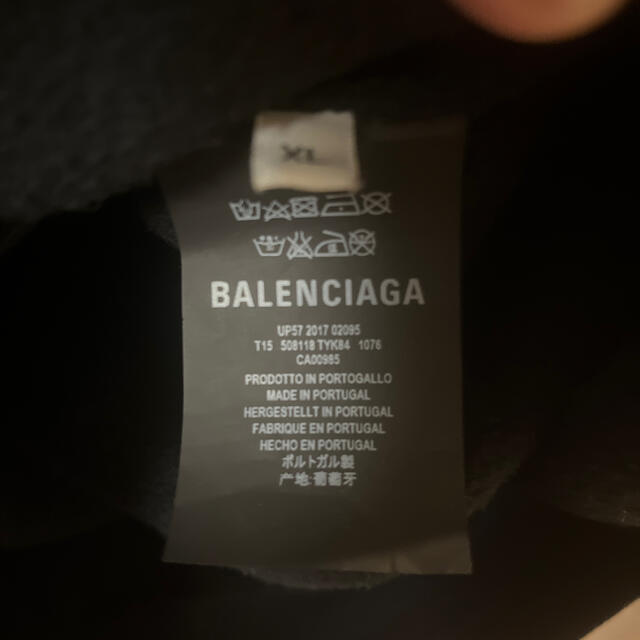 XL
BALENCIAGA
UP57 2017 02095
T15 508118 TYK84 1076
CA00985
PRODOTTO IN PORTOGALLO
MADE IN PORTUGAL
HERGESTELLT IN PORTUGAL
FABRIQUE EN PORTUGAL
HECHO EN PORTUGAL
ポルトガル製
产地:葡萄牙